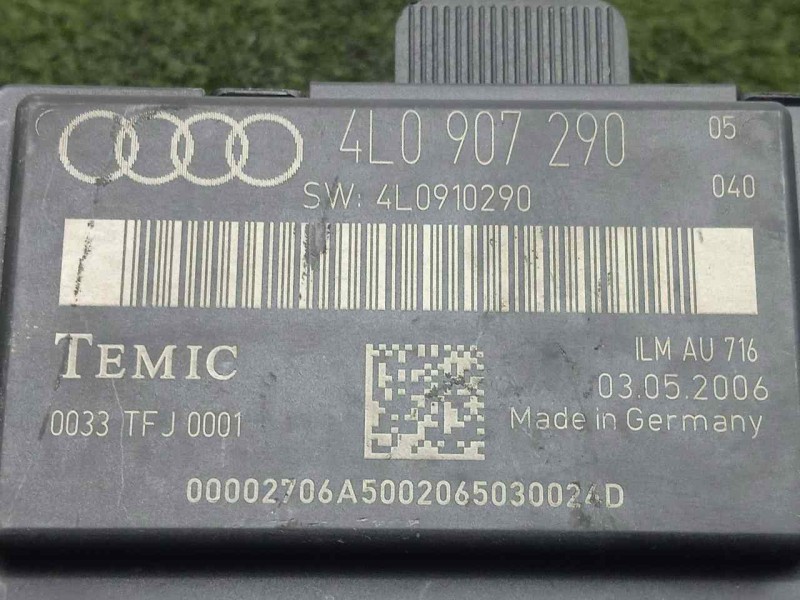 4L0 907 290 05
SW: 4L0910290 040
TEMIC
ILM AU 716
03.05.2006
0033 TFJ 0001
Made in Germany
00002706A5002065030024D